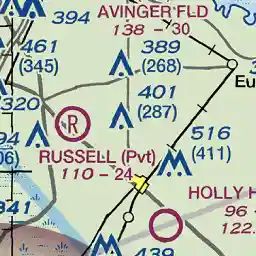 AVINGER FLD
138 - 30
394
461
(345)
389
(268)
Eu
320
401
(287)
R
516
(411)
94
06)
RUSSELL (Pvt)
110 - 24
HOLLY H
96 -
122.
341
439